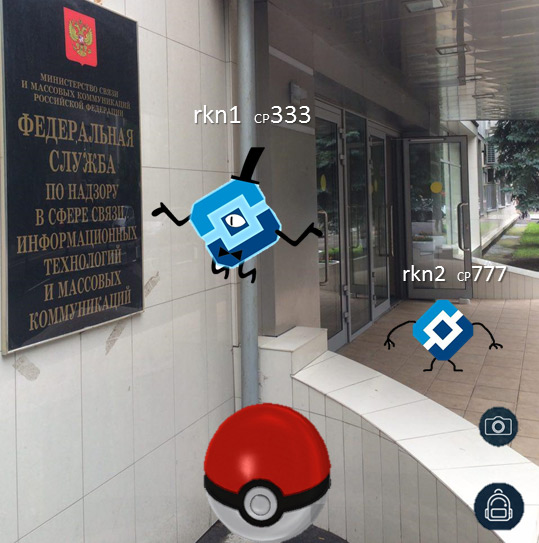 МИНИСТЕРСТВО СВЯЗИ
И МАССОВЫХ КОММУНИКАЦИЙ
РОССИЙСКОЙ ФЕДЕРАЦИИ
ФЕДЕРАЛЬНАЯ
СЛУЖБА
ПО НАДЗОРУ
В СФЕРЕ СВЯЗИ,
ИНФОРМАЦИОННЫХ
ТЕХНОЛОГИЙ
И МАССОВЫХ
КОММУНИКАЦИЙ
rkn1 CP333
rkn2 CP777